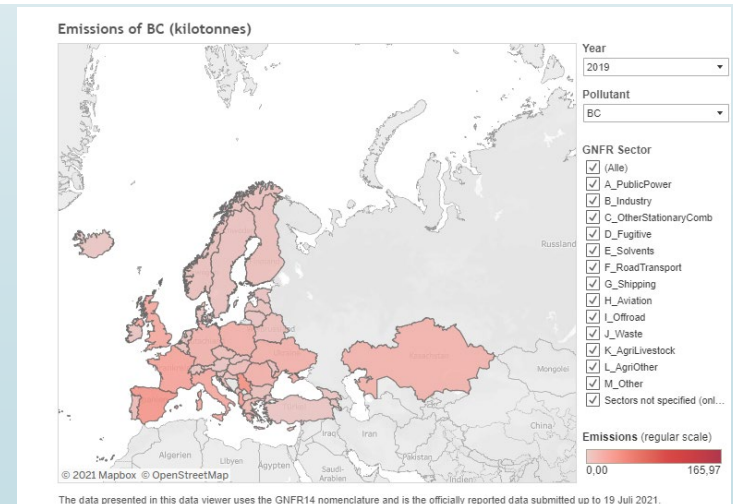 Emissions of BC (kilotonnes)
Year
2019
Pollutant
BC
GNFR Sector
(Alle)
A_PublicPower
B_Industry
C_OtherStationaryComb
D_Fugitive
E_Solvents
F_RoadTransport
G_Shipping
H_Aviation
I_Offroad
J_Waste
K_AgriLivestock
L_AgriOther
M_Other
Sectors not specified (onl...
Russland
Kasachstan
Mongolei
China
Iraq
Iran
Pakistan
Algerien
Libyen
Ägypten
Saudi-
Arabien
Indien
© 2021 Mapbox © OpenStreetMap
Emissions (regular scale)
0,00 165,97
The data presented in this data viewer uses the GNFR14 nomenclature and is the officially reported data submitted up to 19 Juli 2021.